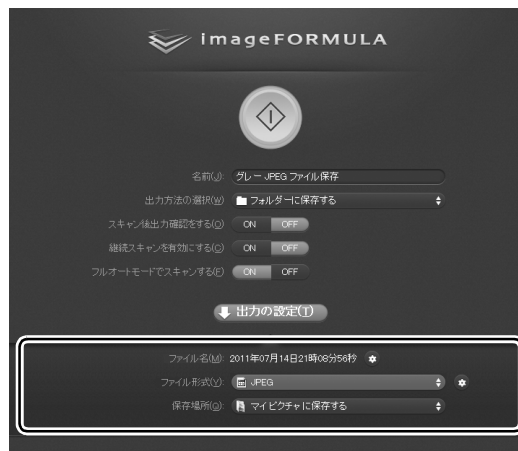 imageFORMULA
名前(J): グレー JPEG ファイル保存
出力方法の選択(W) フォルダーに保存する
スキャン後出力確認をする(O) ON OFF
継続スキャンを有効にする(C) ON OFF
フルオートモードでスキャンする(F) ON OFF
出力の設定(T)
ファイル名(M): 2011年07月14日21時08分56秒
ファイル形式(Y): JPEG
保存場所(O): マイ ピクチャに保存する